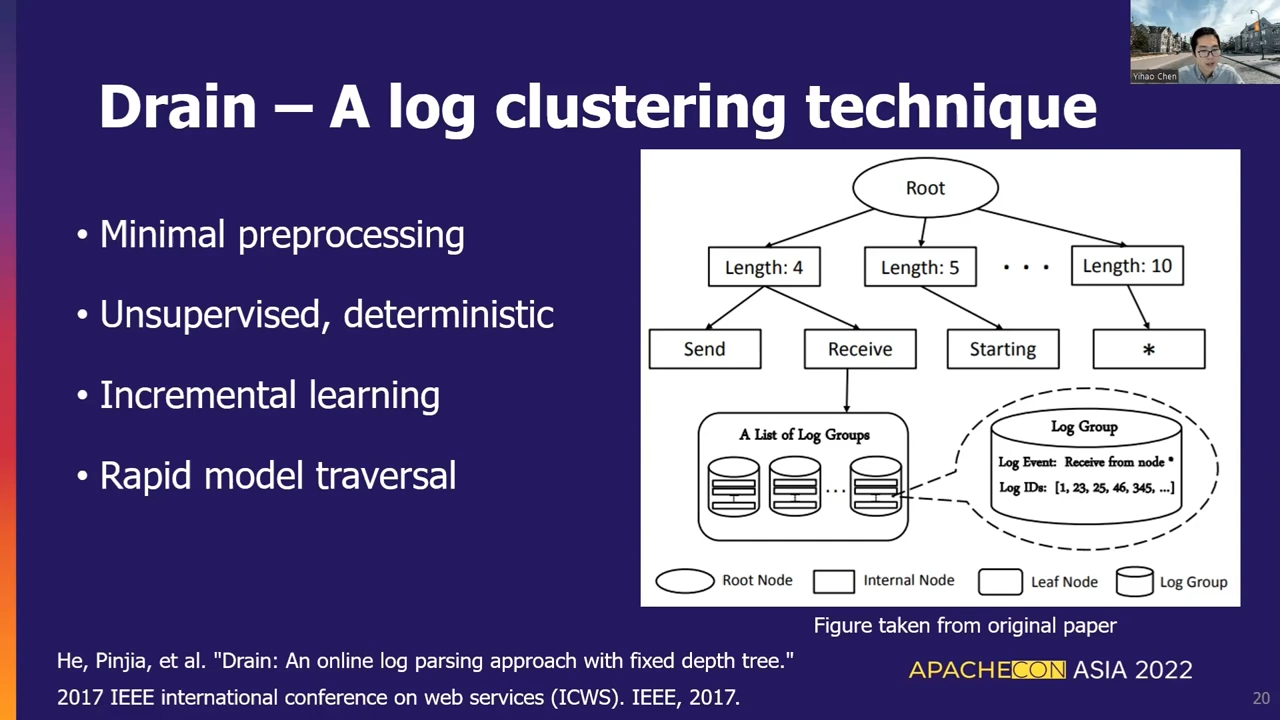 Yihao Chen
Drain – A log clustering technique
• Minimal preprocessing
• Unsupervised, deterministic
• Incremental learning
• Rapid model traversal
Root
Length: 4
Length: 5
. . .
Length: 10
Send
Receive
Starting
*
A List of Log Groups
...
Log Group
Log Event: Receive from node *
Log IDs: [1, 23, 25, 46, 345, ...]
Root Node
Internal Node
Leaf Node
Log Group
Figure taken from original paper
He, Pinjia, et al. "Drain: An online log parsing approach with fixed depth tree."
2017 IEEE international conference on web services (ICWS). IEEE, 2017.
APACHECON ASIA 2022
20